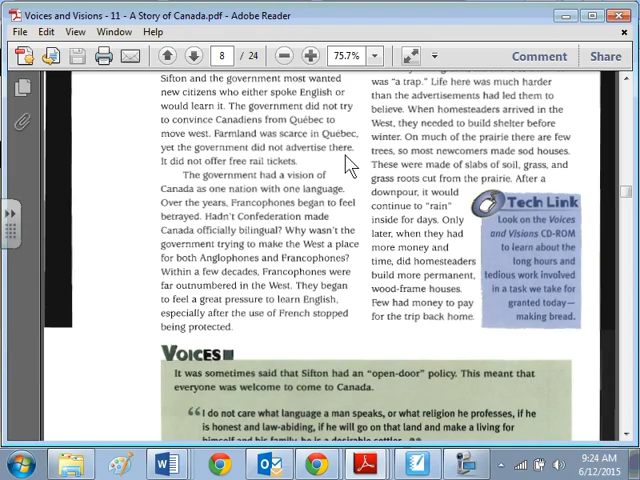 Voices and Visions - 11 - A Story of Canada.pdf - Adobe Reader
File Edit View Window Help
8 / 24 75.7% Comment Share
Sifton and the government most wanted
new citizens who either spoke English or
would learn it. The government did not try
to convince Canadians from Québec to
move west. Farmland was scarce in Québec,
yet the government did not advertise there.
It did not offer free rail tickets.
The government had a vision of
Canada as one nation with one language.
Over the years, Francophones began to feel
betrayed. Hadn't Confederation made
Canada officially bilingual? Why wasn't the
government trying to make the West a place
for both Anglophones and Francophones?
Within a few decades, Francophones were
far outnumbered in the West. They began
to feel a great pressure to learn English,
especially after the use of French stopped
being protected.
was "a trap." Life here was much harder
than the advertisements had led them to
believe. When homesteaders arrived in the
West, they needed to build shelter before
winter. On much of the prairie there are few
trees, so most newcomers made sod houses.
These were made of slabs of soil, grass, and
grass roots cut from the prairie. After a
downpour, it would
continue to "rain"
inside for days. Only
later, when they had
more money and
time, did homesteaders
build more permanent,
wood-frame houses.
Few had money to pay
for the trip back home.
Tech Link
Look on the Voices
and Visions CD-ROM
to learn about the
long hours and
tedious work involved
in a task we take for
granted today—
making bread.
VOICES
It was sometimes said that Sifton had an "open-door" policy. This meant that
everyone was welcome to come to Canada.
"I do not care what language a man speaks, or what religion he professes, if he
is honest and law-abiding, if he will go on that land and make a living for
himself and his family, he is a desirable settler."
9:24 AM
6/12/2015